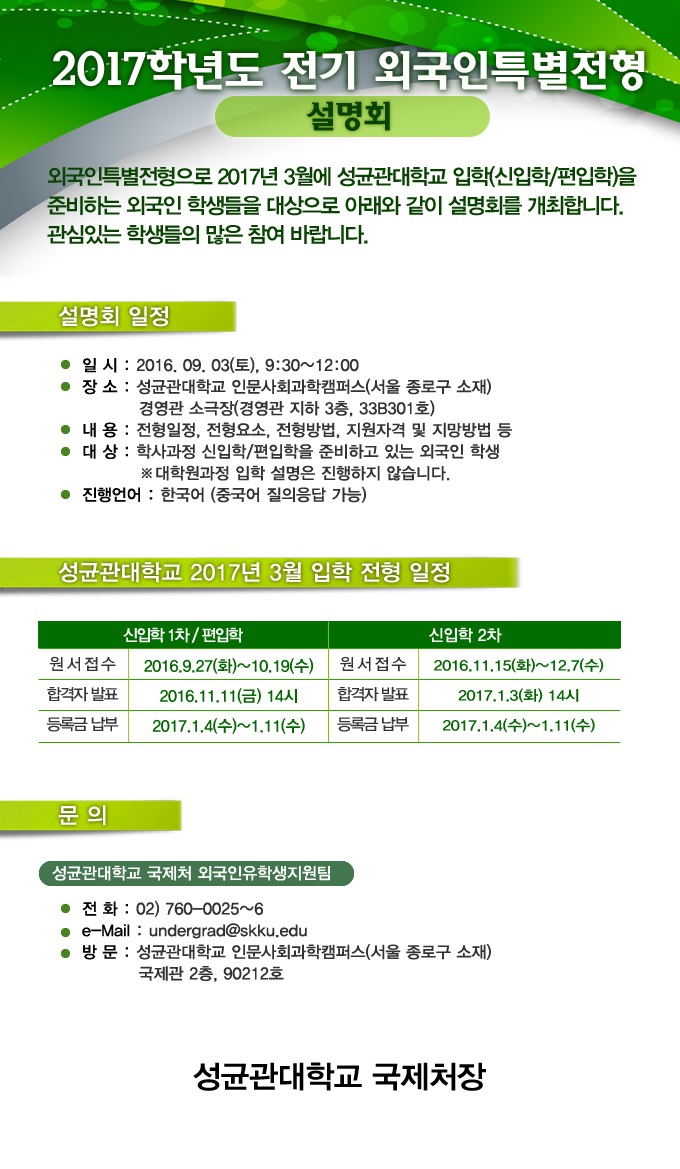 2017학년도 전기 외국인특별전형
설명회
외국인특별전형으로 2017년 3월에 성균관대학교 입학(신입학/편입학)을
준비하는 외국인 학생들을 대상으로 아래와 같이 설명회를 개최합니다.
관심있는 학생들의 많은 참여 바랍니다.
설명회 일정
● 일 시 : 2016. 09. 03(토), 9:30~12:00
● 장 소 : 성균관대학교 인문사회과학캠퍼스(서울 종로구 소재)
경영관 소극장(경영관 지하 3층, 33B301호)
● 내 용 : 전형일정, 전형요소, 전형방법, 지원자격 및 지망방법 등
● 대 상 : 학사과정 신입학/편입학을 준비하고 있는 외국인 학생
※대학원과정 입학 설명은 진행하지 않습니다.
● 진행언어 : 한국어 (중국어 질의응답 가능)
성균관대학교 2017년 3월 입학 전형 일정
신입학 1차 / 편입학 신입학 2차
원서접수 2016.9.27(화)~10.19(수) 원서접수 2016.11.15(화)~12.7(수)
합격자 발표 2016.11.11(금) 14시 합격자 발표 2017.1.3(화) 14시
등록금 납부 2017.1.4(수)~1.11(수) 등록금 납부 2017.1.4(수)~1.11(수)
문 의
성균관대학교 국제처 외국인유학생지원팀
● 전 화 : 02) 760-0025~6
● e-Mail : undergrad@skku.edu
● 방 문 : 성균관대학교 인문사회과학캠퍼스(서울 종로구 소재)
국제관 2층, 90212호
성균관대학교 국제처장